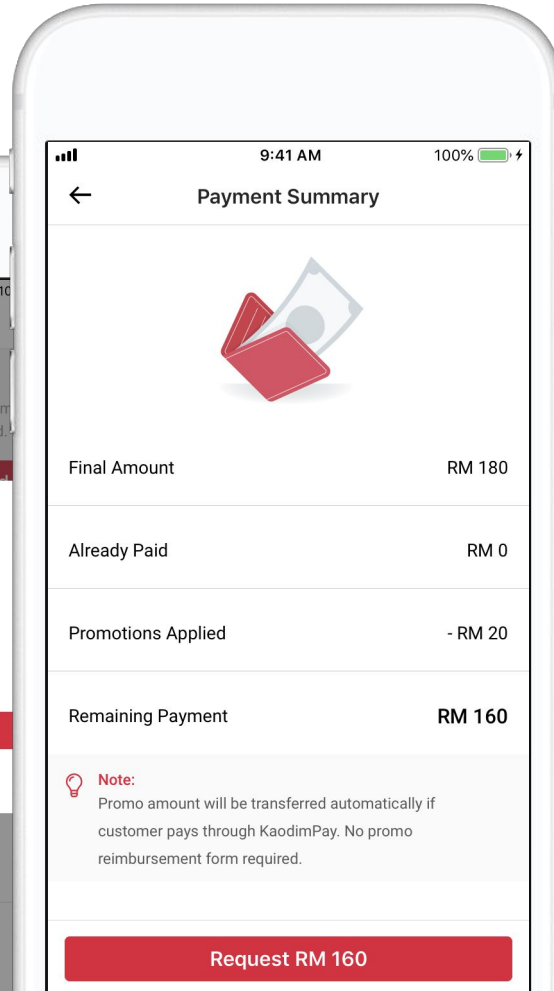 9:41 AM 100%
Payment Summary
Final Amount RM 180
Already Paid RM 0
Promotions Applied - RM 20
Remaining Payment RM 160
Note:
Promo amount will be transferred automatically if
customer pays through KaodimPay. No promo
reimbursement form required.
Request RM 160